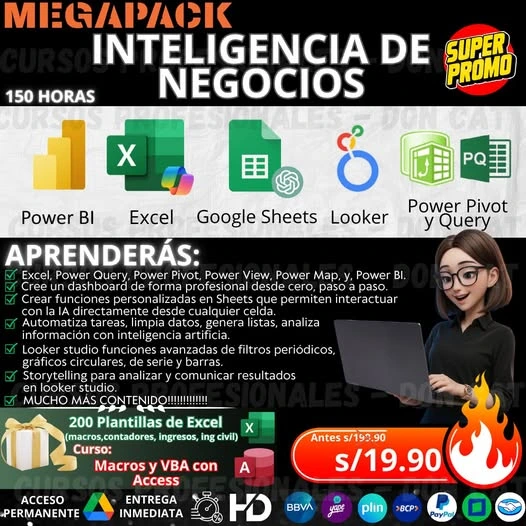 MEGAPACK
INTELIGENCIA DE
NEGOCIOS
SUPER
PROMO
150 HORAS
CURSOS PROFESIONALES - DON CAT
X
PQ
Power BI
Excel
Google Sheets
Looker
Power Pivot
y Query
APRENDERÁS:
Excel, Power Query, Power Pivot, Power View, Power Map, y, Power BI.
Cree un dashboard de forma profesional desde cero, paso a paso.
Crear funciones personalizadas en Sheets que permiten interactuar
con la IA directamente desde cualquier celda.
Automatiza tareas, limpia datos, genera listas, analiza
información con inteligencia artificial.
Looker studio funciones avanzadas de filtros periódicos,
gráficos circulares, de serie y barras.
Storytelling para analizar y comunicar resultados
en looker studio.
MUCHO MÁS CONTENIDO!!!!!!!!!!!!!
200 Plantillas de Excel
(macros,contadores, ingresos, ing civil)
Curso:
Macros y VBA con
Access
X
A
Antes s/199.90
s/19.90
ACCESO
PERMANENTE
ENTREGA
INMEDIATA
HD
BBVA
yape
plin
BCP
PayPal